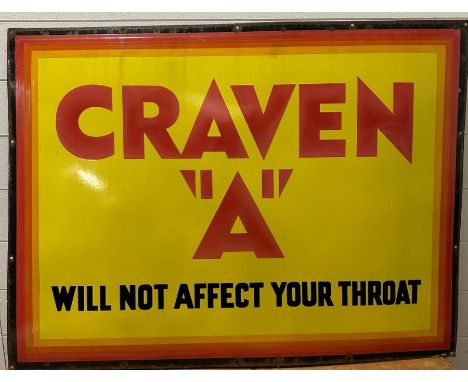 CRAVEN
"A"
WILL NOT AFFECT YOUR THROAT